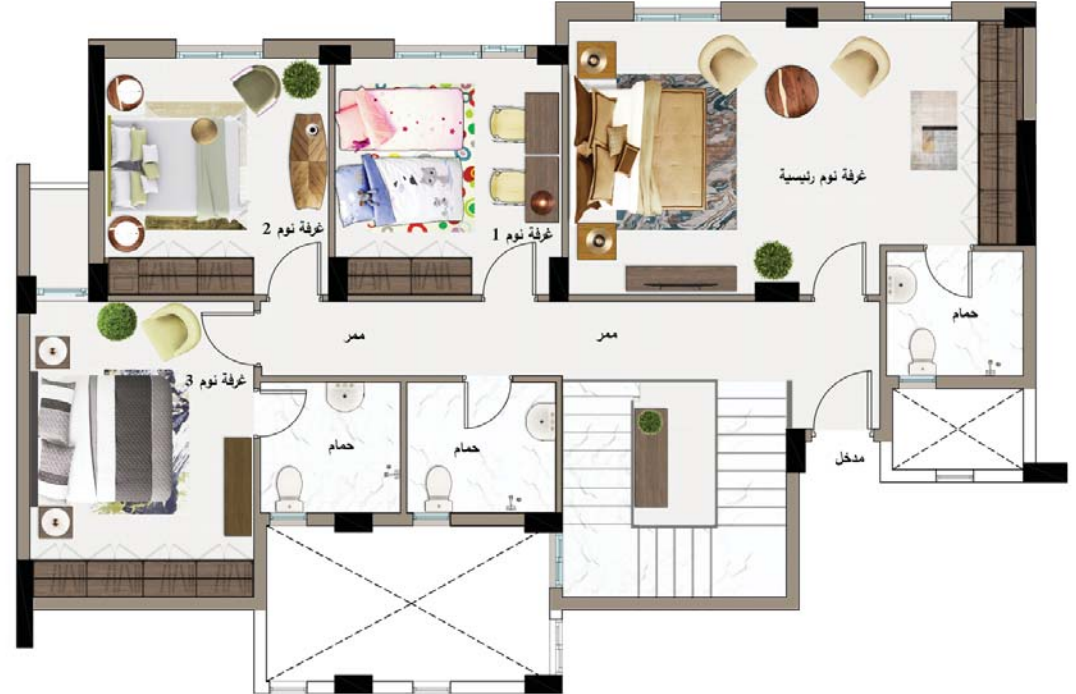 غرفة نوم رئيسية
غرفة نوم 2
غرفة نوم 1
حمام
ممر
ممر
غرفة نوم 3
حمام
حمام
مدخل